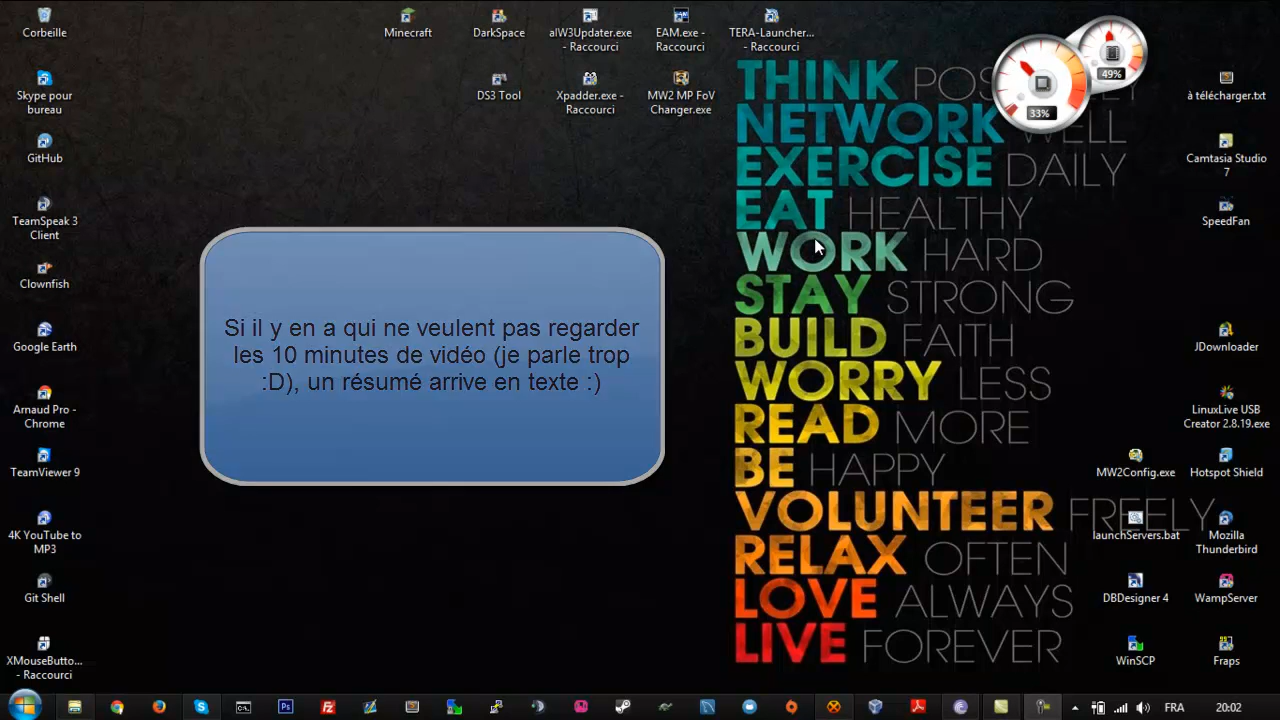 Corbeille
Skype pour
bureau
GitHub
TeamSpeak 3
Client
Clownfish
Google Earth
Arnaud Pro -
Chrome
TeamViewer 9
4K YouTube to
MP3
Git Shell
XMouseButto...
- Raccourci
Minecraft
DarkSpace
alW3Updater.exe
- Raccourci
EAM.exe -
Raccourci
TERA-Launcher...
- Raccourci
DS3 Tool
Xpadder.exe -
Raccourci
MW2 MP FoV
Changer.exe
Si il y en a qui ne veulent pas regarder
les 10 minutes de vidéo (je parle trop
:D), un résumé arrive en texte :)
THINK
NETWORK WELL
EXERCISE DAILY
EAT HEALTHY
WORK HARD
STAY STRONG
BUILD FAITH
WORRY LESS
READ MORE
BE HAPPY
VOLUNTEER FREELY
RELAX OFTEN
LOVE ALWAYS
LIVE FOREVER
33%
49%
à télécharger.txt
Camtasia Studio
7
SpeedFan
JDownloader
LinuxLive USB
Creator 2.8.19.exe
MW2Config.exe
Hotspot Shield
launchServers.bat
Mozilla
Thunderbird
DBDesigner 4
WampServer
WinSCP
Fraps
Ps
FZ
FRA
20:02